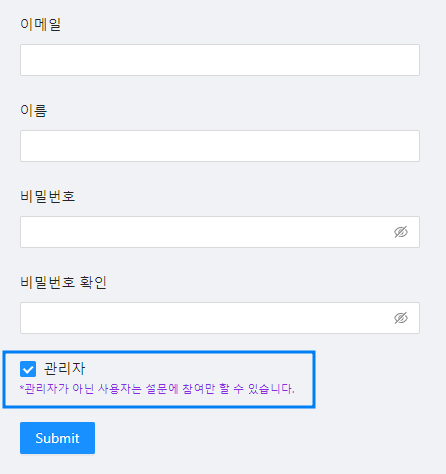 이메일
이름
비밀번호
비밀번호 확인
관리자
*관리자가 아닌 사용자는 설문에 참여만 할 수 있습니다.
Submit